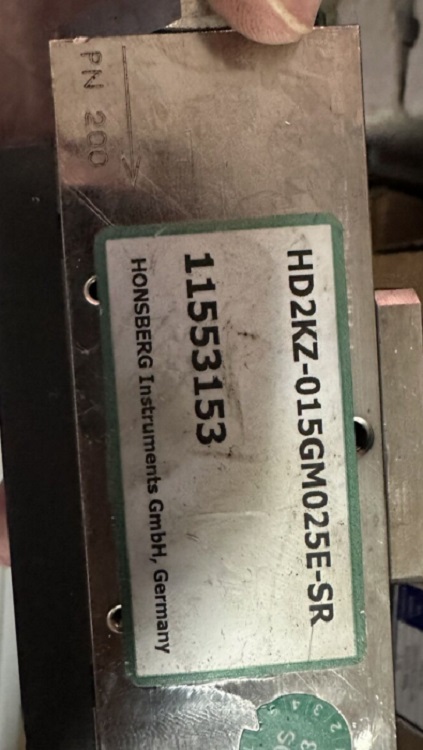 PN 200
HD2KZ-015GM025E-SR
11553153
HONSBERG Instruments GmbH, Germany